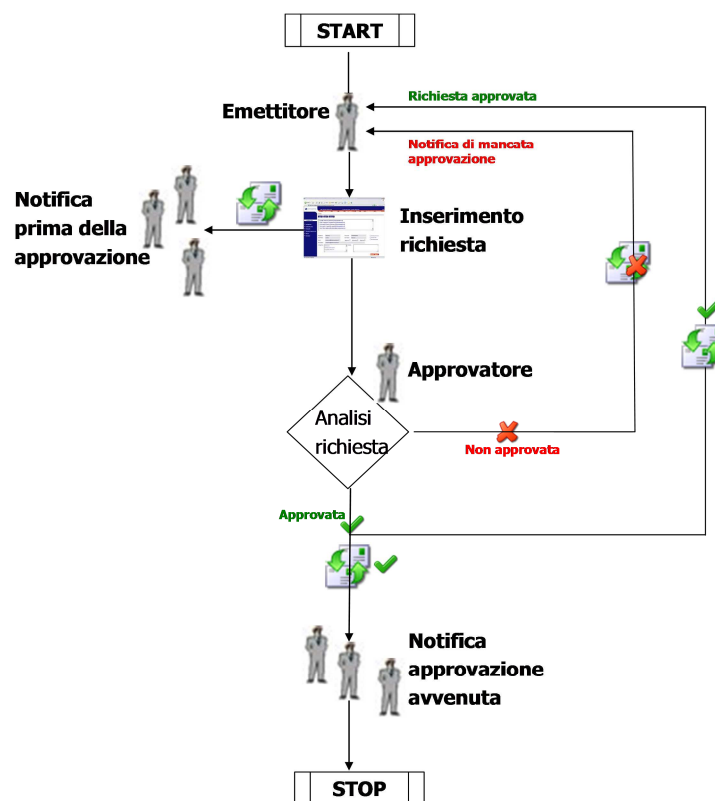 START
Richiesta approvata
Emettitore
Notifica di mancata
approvazione
Notifica
prima della
approvazione
Inserimento
richiesta
Approvatore
Analisi
richiesta
Non approvata
Approvata
Notifica
approvazione
avvenuta
STOP